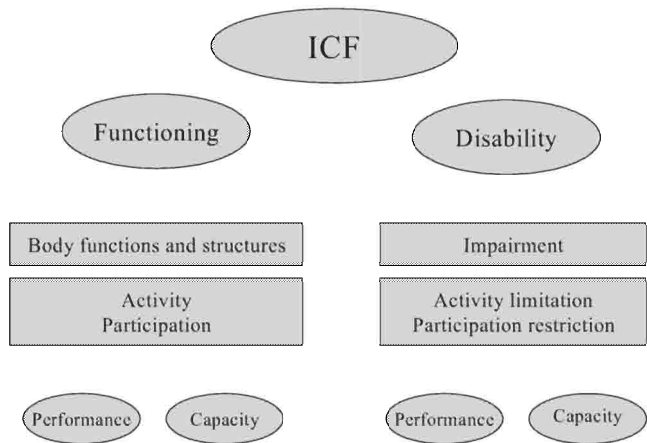 ICF
Functioning
Disability
Body functions and structures
Impairment
Activity
Participation
Activity limitation
Participation restriction
Performance
Capacity
Performance
Capacity